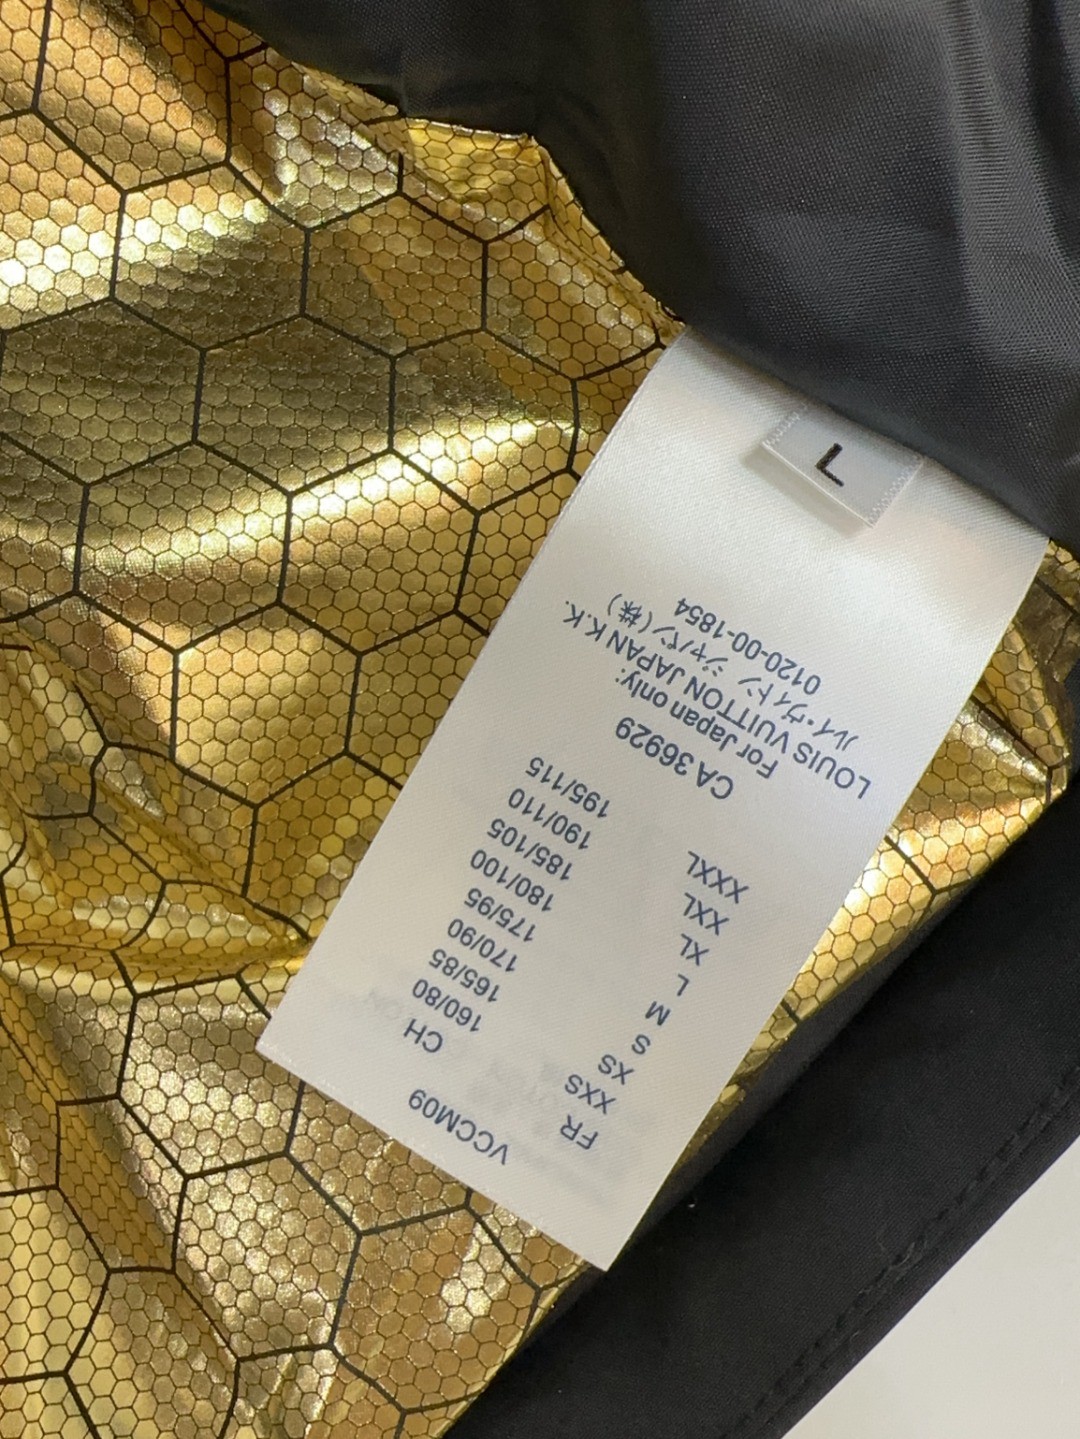 VCCM09
FR CH
XXS 160/80
XS 165/85
S 170/90
M 175/95
L 180/100
XL 185/105
XXL 190/110
XXXL 195/115
CA 36929
For Japan only:
LOUIS VUITTON JAPAN K.K.
ルイ・ヴィトン ジャパン(株)
0120-00-1854
L